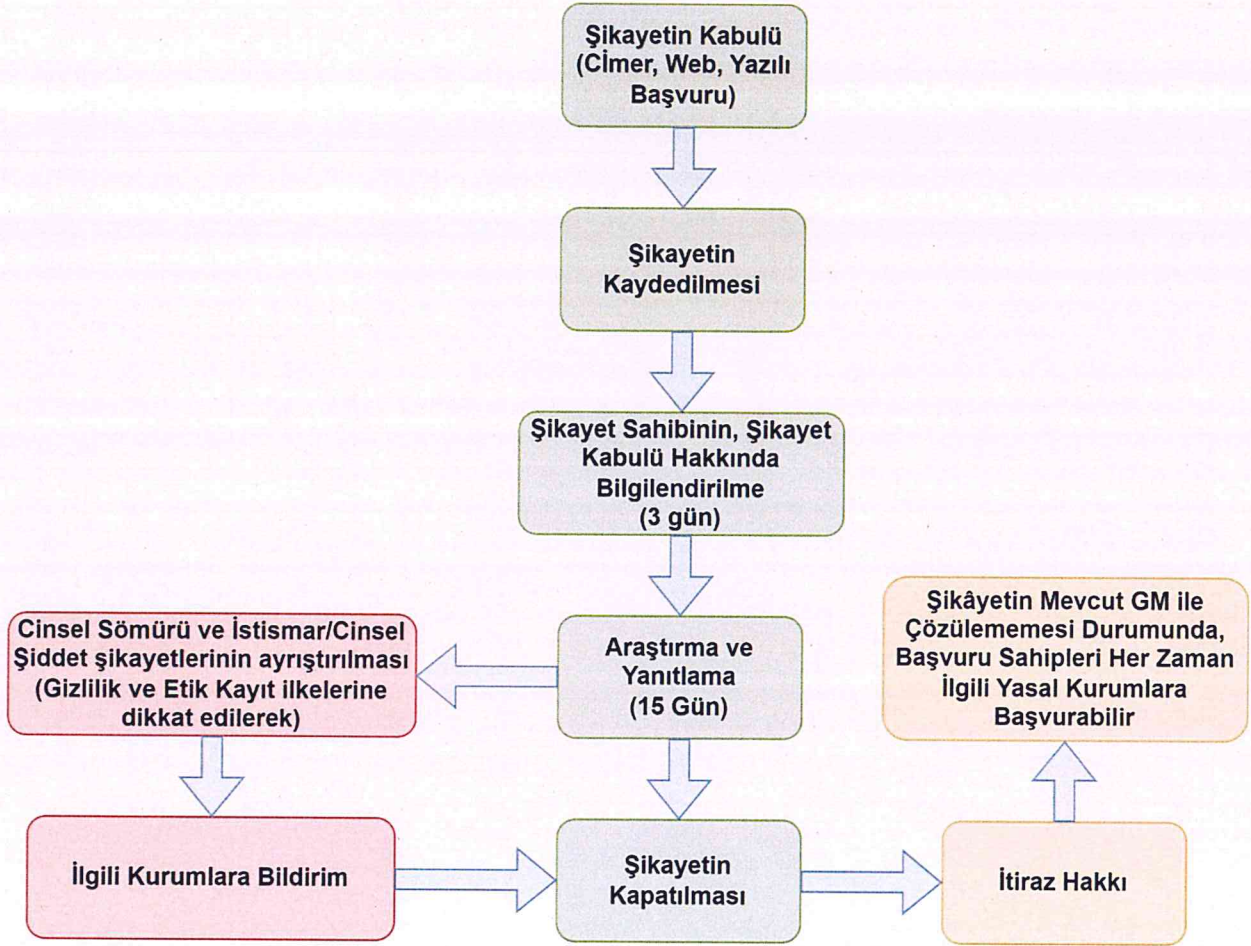 Şikayetin Kabulü
(Cİmer, Web, Yazılı
Başvuru)
Şikayetin
Kaydedilmesi
Şikayet Sahibinin, Şikayet
Kabulü Hakkında
Bilgilendirilme
(3 gün)
Araştırma ve
Yanıtlama
(15 Gün)
Cinsel Sömürü ve İstismar/Cinsel
Şiddet şikayetlerinin ayrıştırılması
(Gizlilik ve Etik Kayıt ilkelerine
dikkat edilerek)
İlgili Kurumlara Bildirim
Şikayetin
Kapatılması
İtiraz Hakkı
Şikâyetin Mevcut GM ile
Çözülememesi Durumunda,
Başvuru Sahipleri Her Zaman
İlgili Yasal Kurumlara
Başvurabilir